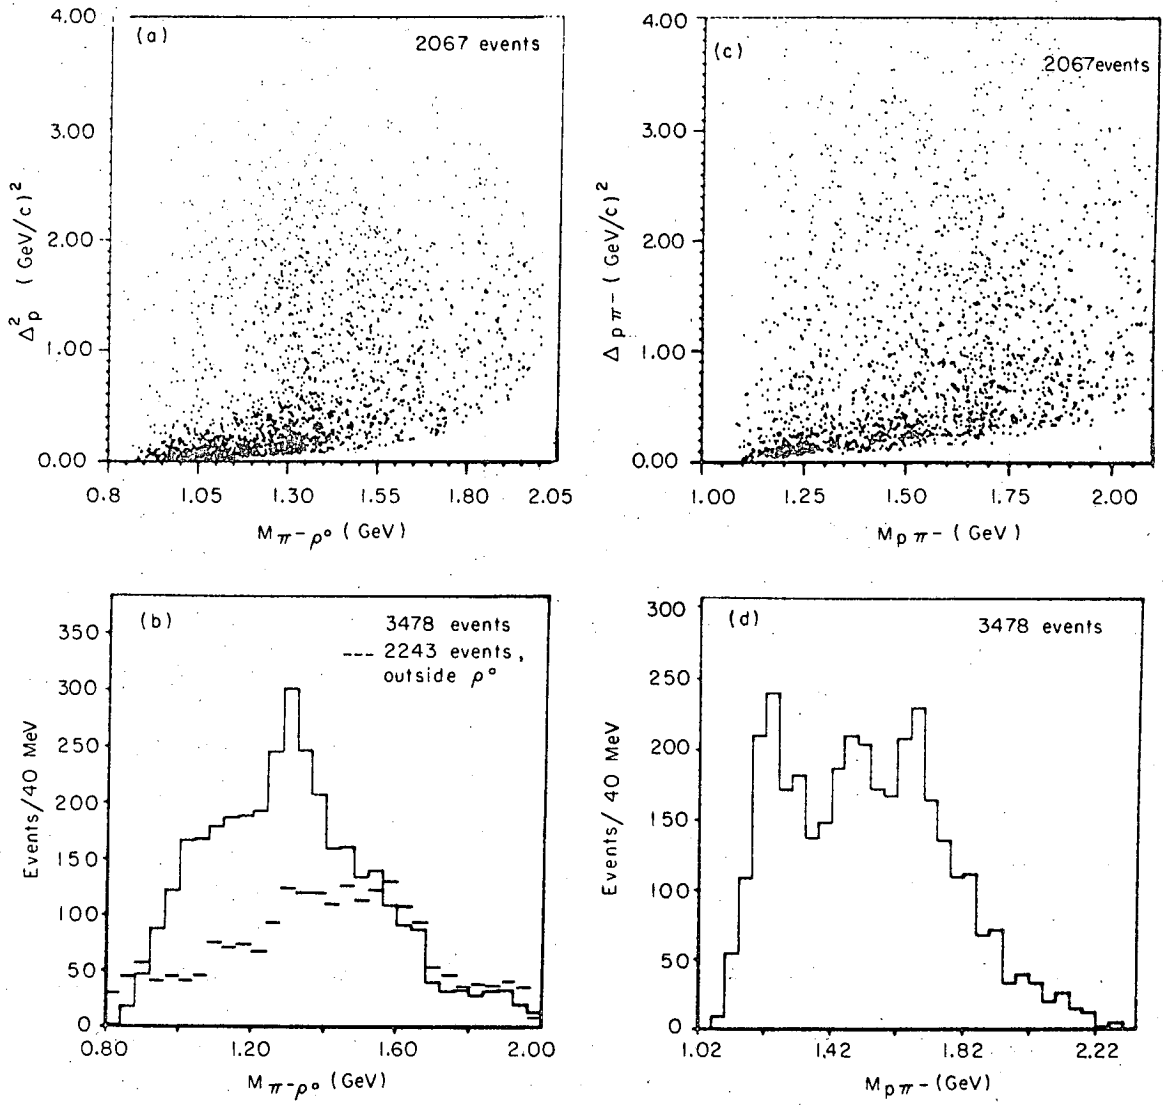 (a)
2067 events
4.00
3.00
2.00
1.00
0.00
Δ²p (GeV/c)²
0.8 1.05 1.30 1.55 1.80 2.05
M π-ρ° (GeV)
(c)
2067events
4.00
3.00
2.00
1.00
0.00
Δ pπ- (GeV/c)²
1.00 1.25 1.50 1.75 2.00
M pπ- (GeV)
(b)
3478 events
--- 2243 events,
outside ρ°
350
300
250
200
150
100
50
0
Events/40 MeV
0.80 1.20 1.60 2.00
M π-ρ° (GeV)
(d)
3478 events
300
250
200
150
100
50
0
Events/ 40 MeV
1.02 1.42 1.82 2.22
M pπ- (GeV)